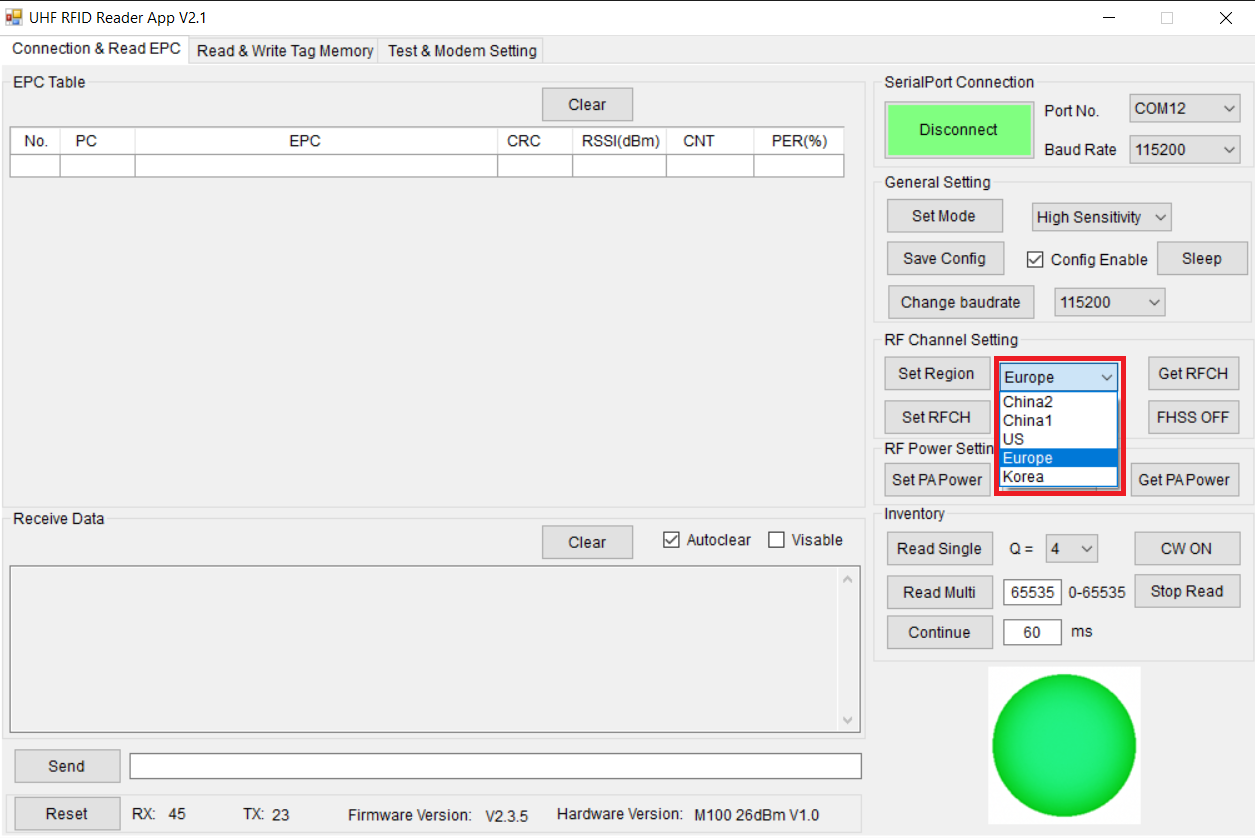 UHF RFID Reader App V2.1
Connection & Read EPC Read & Write Tag Memory Test & Modem Setting
EPC Table
Clear
No. PC EPC CRC RSSI(dBm) CNT PER(%)
Receive Data
Clear Autoclear Visable
Send
Reset RX: 45 TX: 23 Firmware Version: V2.3.5 Hardware Version: M100 26dBm V1.0
SerialPort Connection
Disconnect
Port No. COM12
Baud Rate 115200
General Setting
Set Mode High Sensitivity
Save Config Config Enable Sleep
Change baudrate 115200
RF Channel Setting
Set Region Europe Get RFCH
China2
China1
Set RFCH FHSS OFF
US
RF Power Settin
Europe
Korea
Set PA Power Get PA Power
Inventory
Read Single Q = 4 CW ON
Read Multi 65535 0-65535 Stop Read
Continue 60 ms